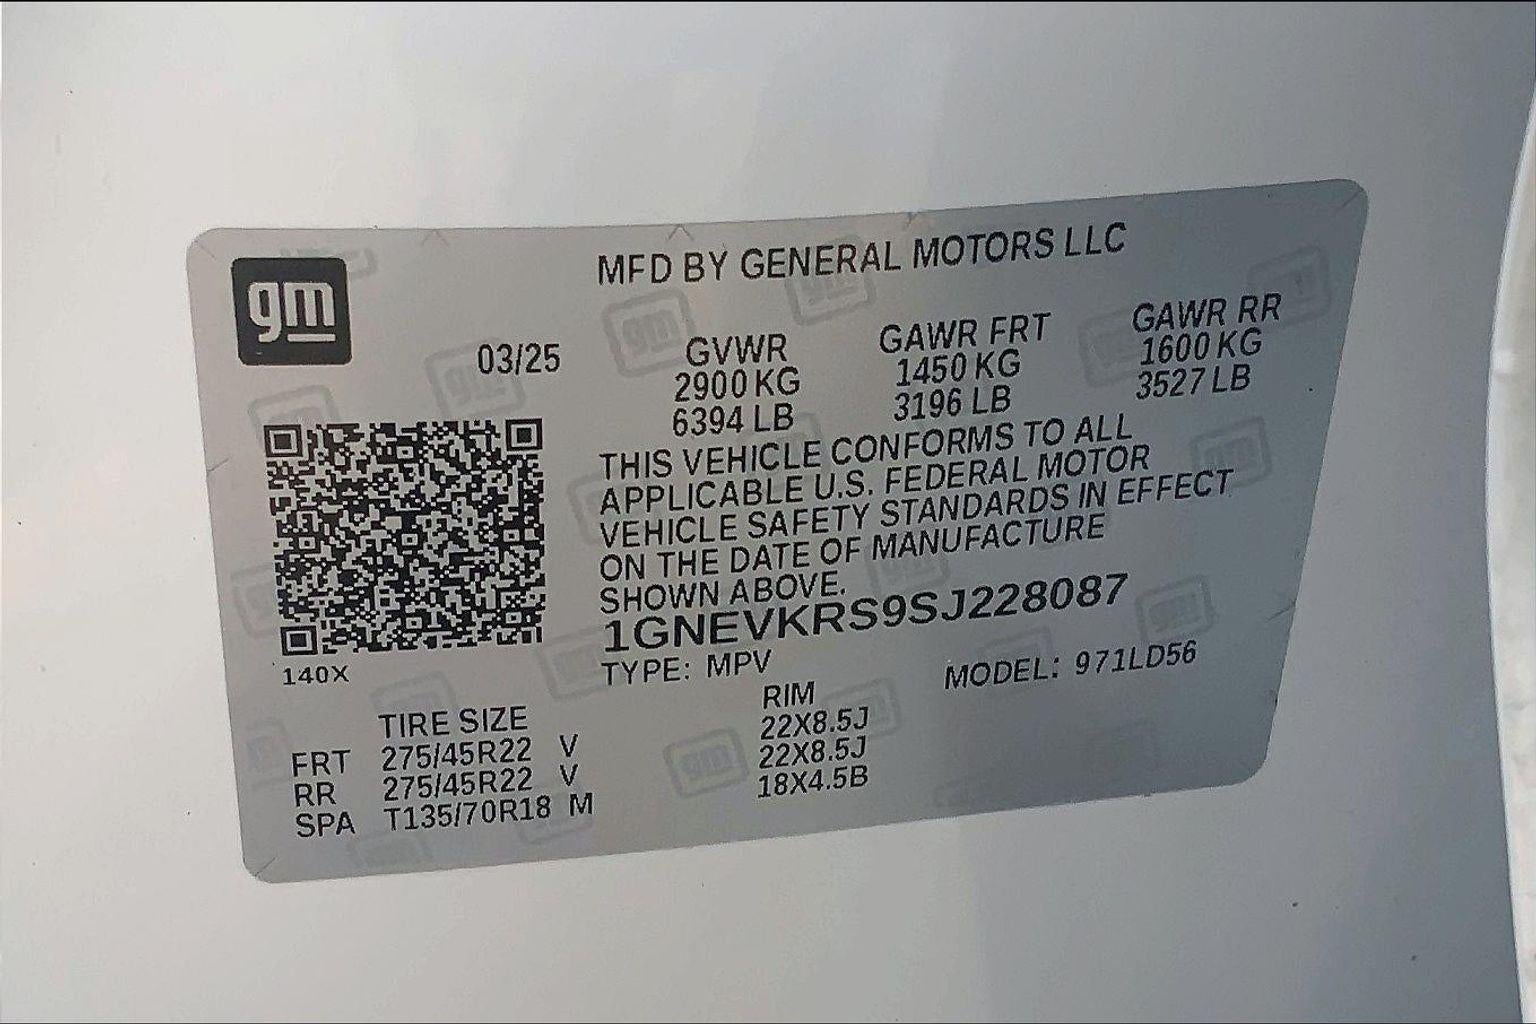 gm
MFD BY GENERAL MOTORS LLC
03/25
GVWR GAWR FRT GAWR RR
2900 KG 1450 KG 1600 KG
6394 LB 3196 LB 3527 LB
THIS VEHICLE CONFORMS TO ALL
APPLICABLE U.S. FEDERAL MOTOR
VEHICLE SAFETY STANDARDS IN EFFECT
ON THE DATE OF MANUFACTURE
SHOWN ABOVE.
1GNEVKRS9SJ228087
140X
TYPE: MPV MODEL: 971LD56
TIRE SIZE RIM
FRT 275/45R22 V 22X8.5J
RR 275/45R22 V 22X8.5J
SPA T135/70R18 M 18X4.5B